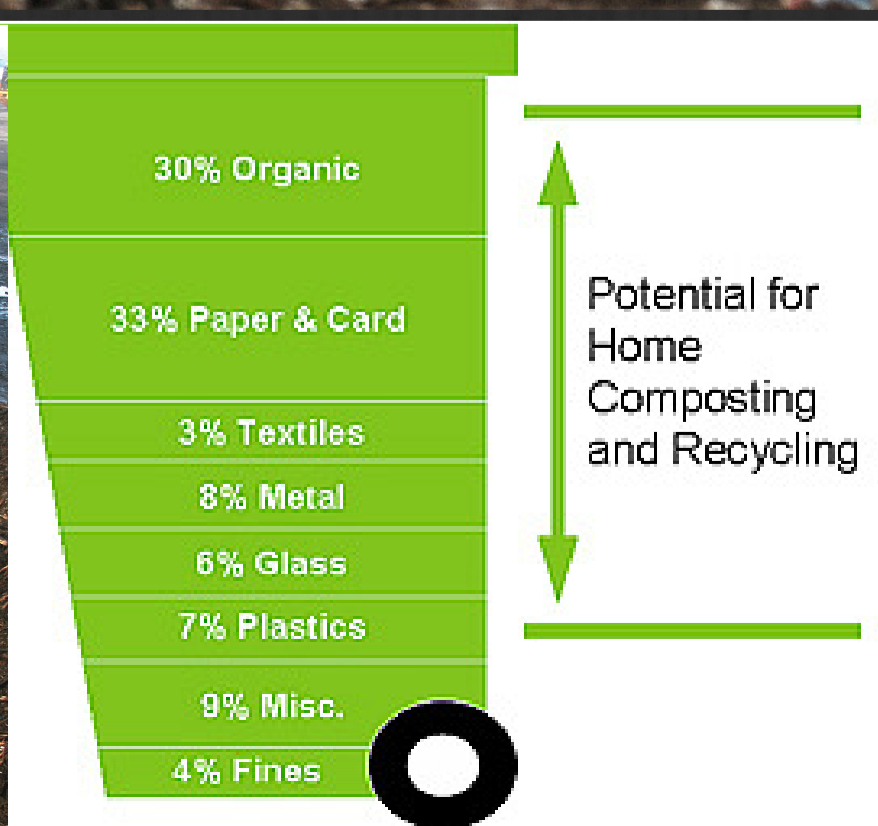 30% Organic
33% Paper & Card
3% Textiles
8% Metal
6% Glass
7% Plastics
9% Misc.
4% Fines
Potential for
Home
Composting
and Recycling